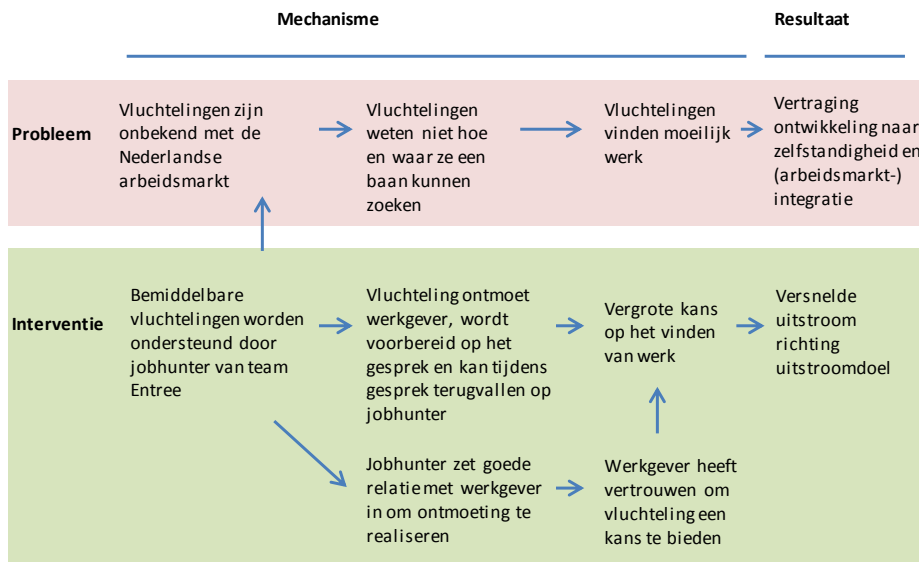 Mechanisme
Resultaat
Probleem
Vluchtelingen zijn
onbekend met de
Nederlandse
arbeidsmarkt
Vluchtelingen
weten niet hoe
en waar ze een
baan kunnen
zoeken
Vluchtelingen
vinden moeilijk
werk
Vertraging
ontwikkeling naar
zelfstandigheid en
(arbeidsmarkt-)
integratie
Interventie
Bemiddelbare
vluchtelingen worden
ondersteund door
jobhunter van team
Entree
Vluchteling ontmoet
werkgever, wordt
voorbereid op het
gesprek en kan tijdens
gesprek terugvallen op
jobhunter
Vergrote kans
op het vinden
van werk
Versnelde
uitstroom
richting
uitstroomdoel
Jobhunter zet goede
relatie met werkgever
in om ontmoeting te
realiseren
Werkgever heeft
vertrouwen om
vluchteling een
kans te bieden